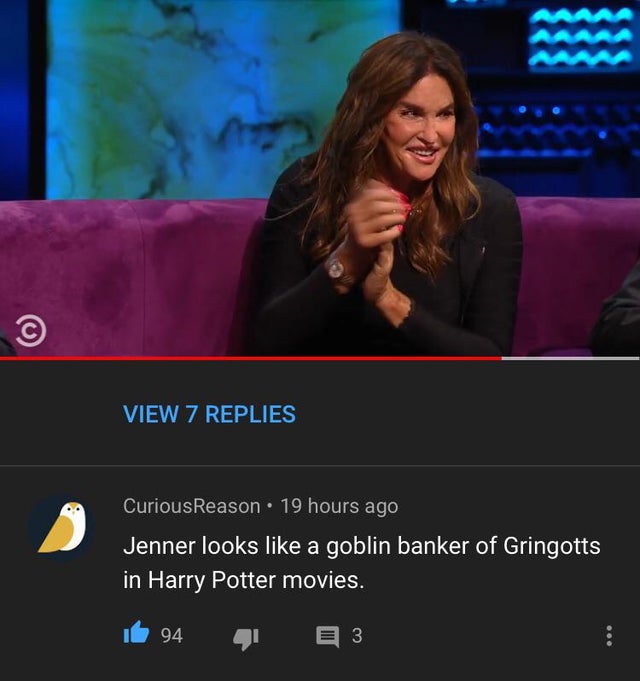 ©
VIEW 7 REPLIES
CuriousReason • 19 hours ago
Jenner looks like a goblin banker of Gringotts
in Harry Potter movies.
94
3